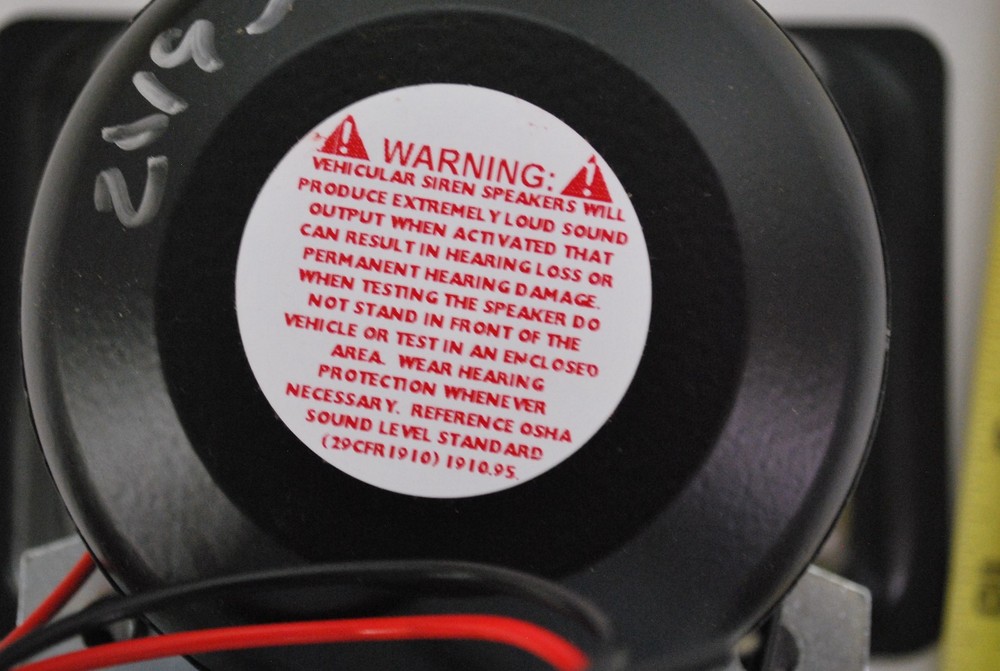 WARNING:
VEHICULAR SIREN SPEAKERS WILL
PRODUCE EXTREMELY LOUD SOUND
OUTPUT WHEN ACTIVATED THAT
CAN RESULT IN HEARING LOSS OR
PERMANENT HEARING DAMAGE.
WHEN TESTING THE SPEAKER DO
NOT STAND IN FRONT OF THE
VEHICLE OR TEST IN AN ENCLOSED
AREA. WEAR HEARING
PROTECTION WHENEVER
NECESSARY. REFERENCE OSHA
SOUND LEVEL STANDARD
(29CFR1910) 1910.95.